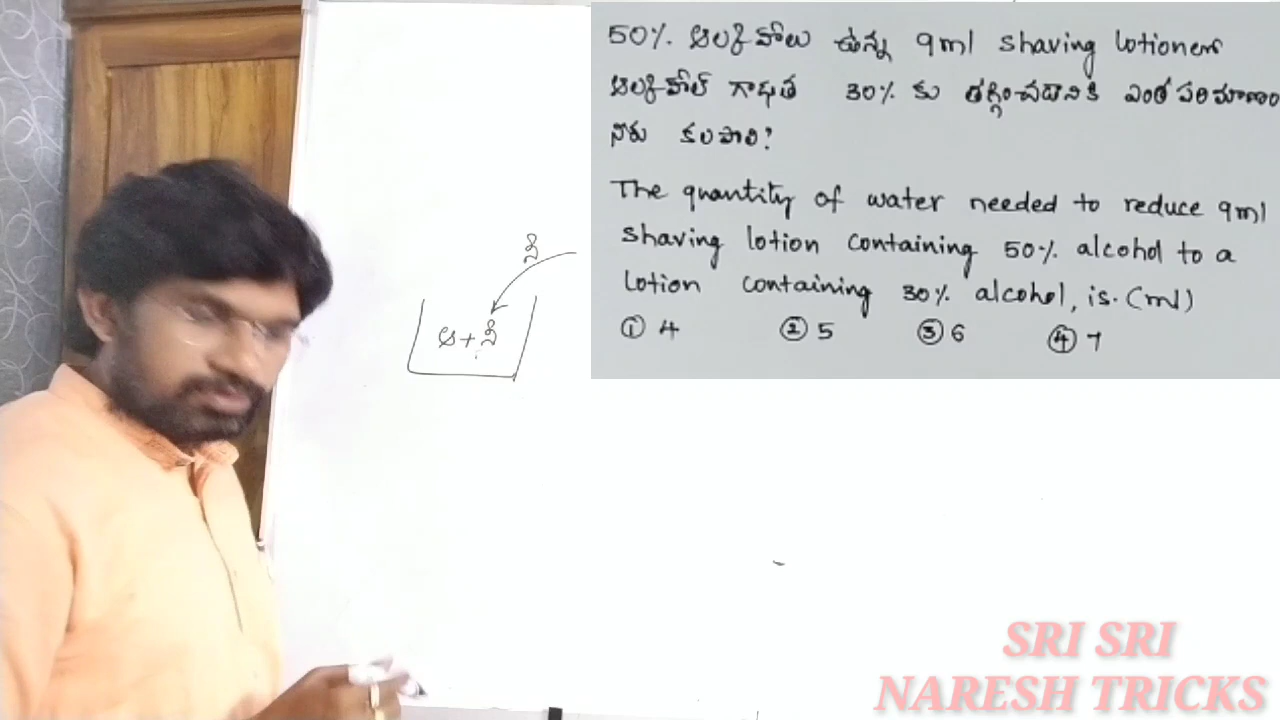 50%. ఆల్కహాలు ఉన్న 9ml shaving lotionలో
ఆల్కహాల్ గాఢత 30% కు తగ్గించడానికి ఎంత పరిమాణం
నీరు కలపాలి?
The quantity of water needed to reduce 9ml
shaving lotion containing 50%. alcohol to a
lotion containing 30%. alcohol, is. (ml)
① 4 ② 5 ③ 6 ④ 7
నీ
ఆ + నీ
SRI SRI
NARESH TRICKS